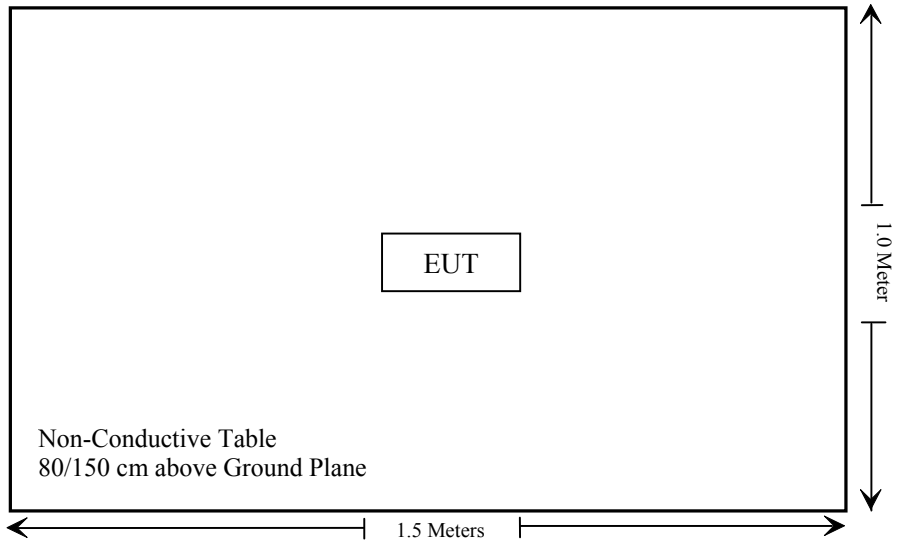 EUT
1.0 Meter
Non-Conductive Table
80/150 cm above Ground Plane
1.5 Meters